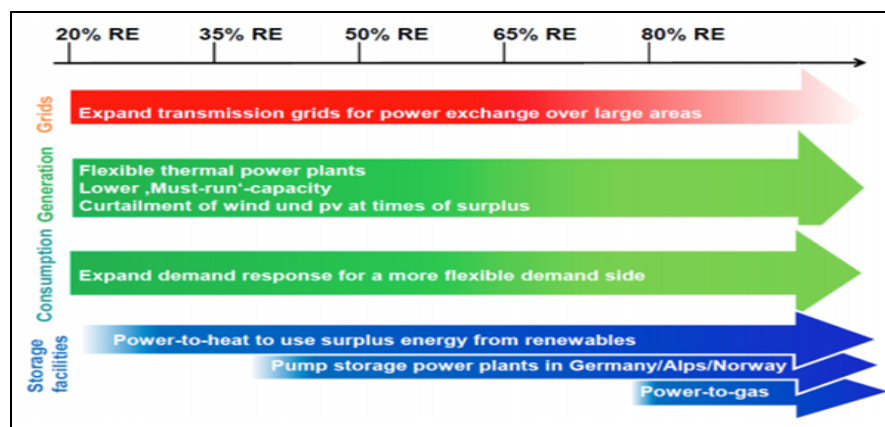 20% RE 35% RE 50% RE 65% RE 80% RE
Grids
Expand transmission grids for power exchange over large areas
Generation
Flexible thermal power plants
Lower ‚Must-run‘-capacity
Curtailment of wind und pv at times of surplus
Consumption
Expand demand response for a more flexible demand side
Storage
facilities
Power-to-heat to use surplus energy from renewables
Pump storage power plants in Germany/Alps/Norway
Power-to-gas